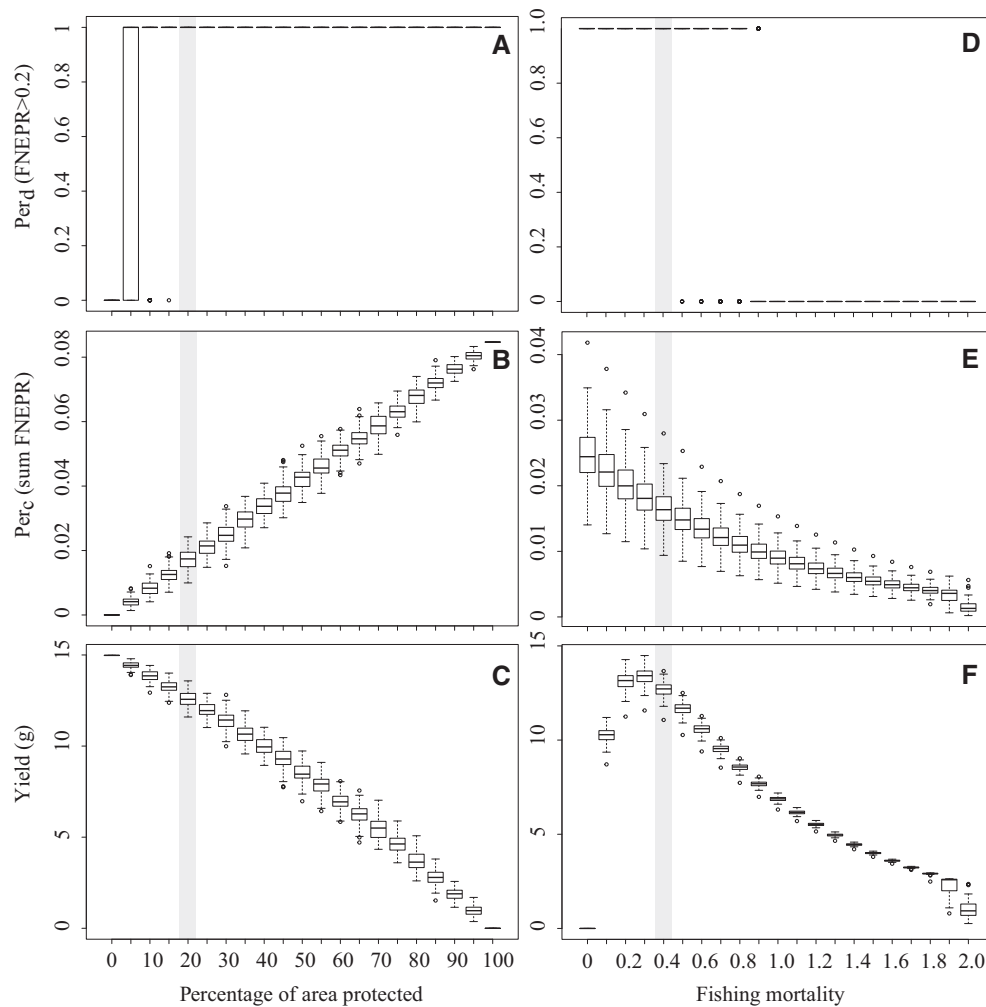 Per_d (FNEPR>0.2)
0 0.2 0.4 0.6 0.8 1
A
0 0.2 0.4 0.6 0.8 1.0
D
Per_c (sum FNEPR)
0 0.02 0.04 0.06 0.08
B
0 0.01 0.02 0.03 0.04
E
Yield (g)
0 5 10 15
C
0 5 10 15
F
0 10 20 30 40 50 60 70 80 90 100
Percentage of area protected
0 0.2 0.4 0.6 0.8 1.0 1.2 1.4 1.6 1.8 2.0
Fishing mortality